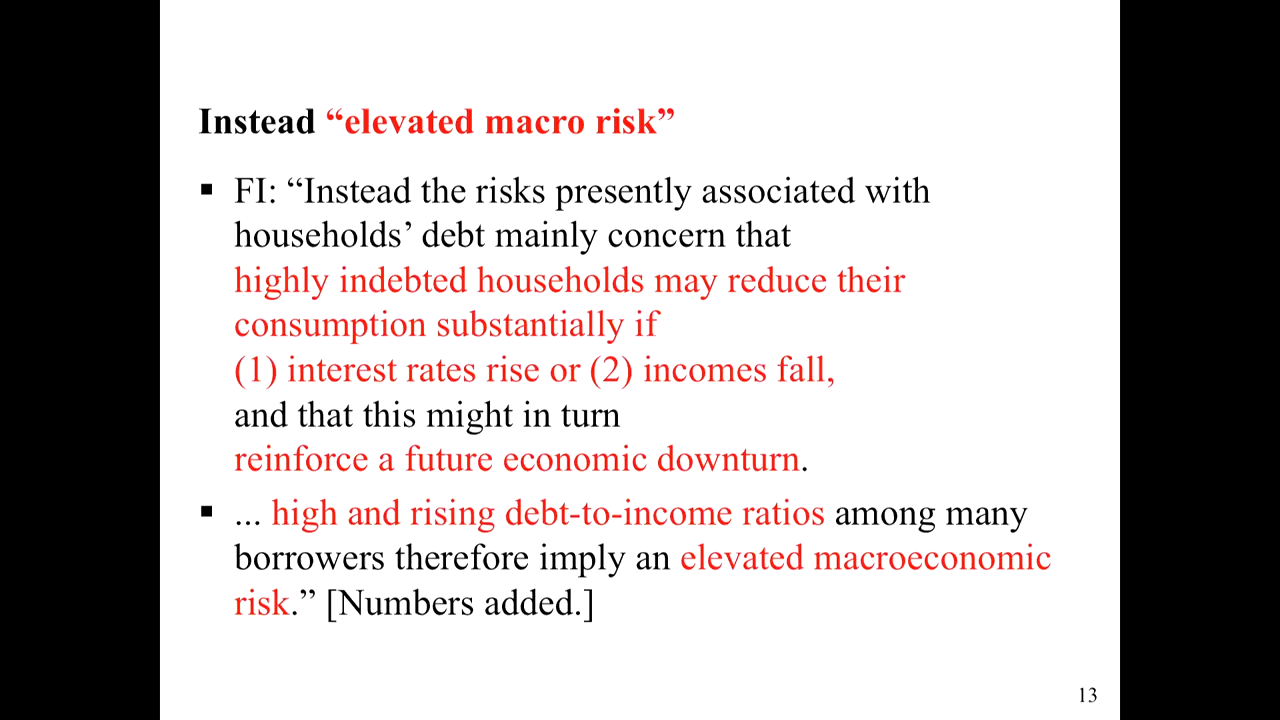 Instead “elevated macro risk”
▪ FI: “Instead the risks presently associated with
households’ debt mainly concern that
highly indebted households may reduce their
consumption substantially if
(1) interest rates rise or (2) incomes fall,
and that this might in turn
reinforce a future economic downturn.
▪ ... high and rising debt-to-income ratios among many
borrowers therefore imply an elevated macroeconomic
risk.” [Numbers added.]
13